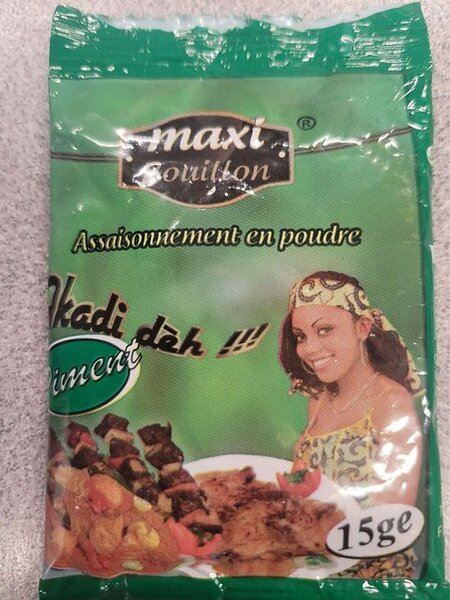 maxi
Bouillon
®
Assaisonnement en poudre
Akadi dèh !!!
Piment
15ge